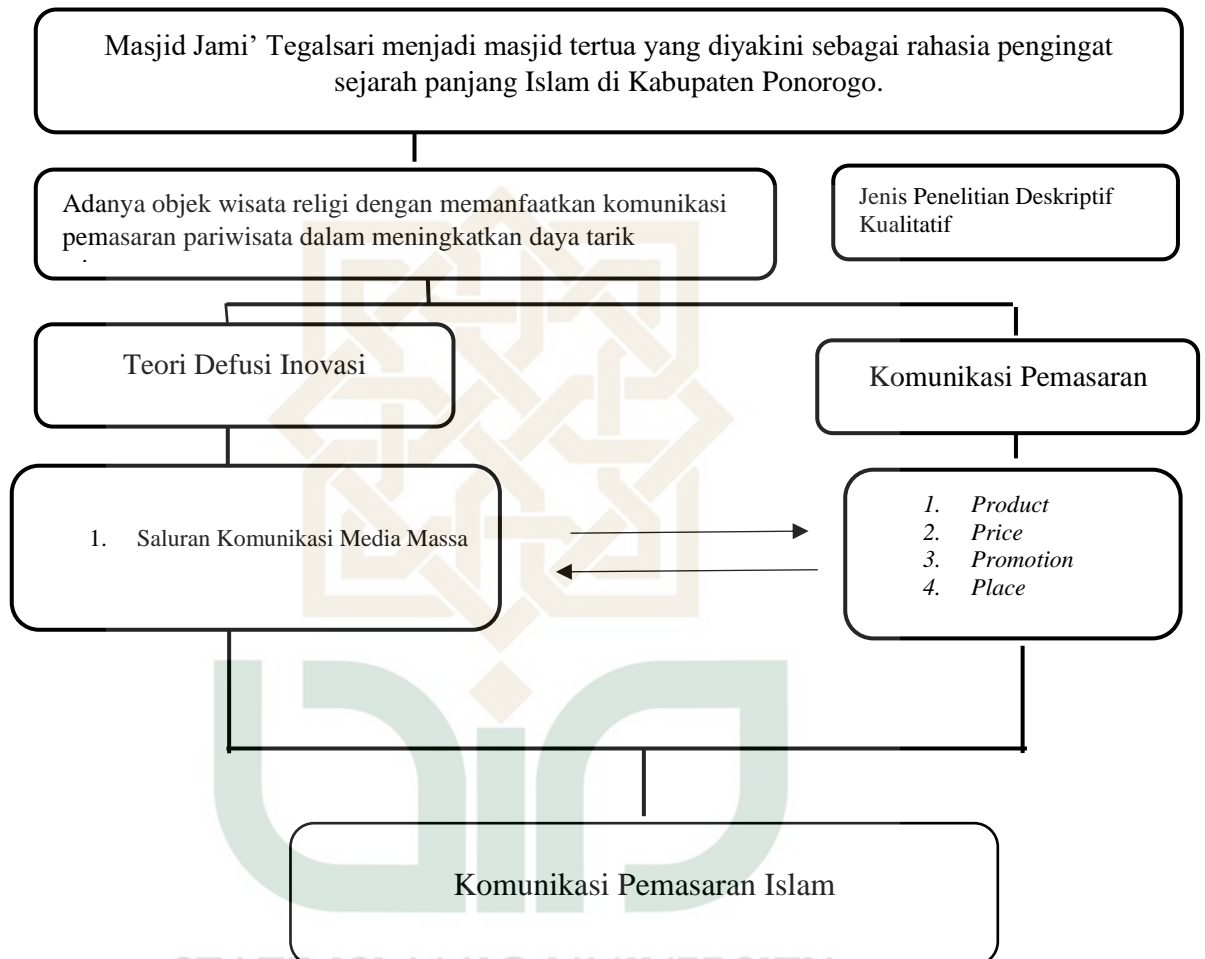 Masjid Jami’ Tegalsari menjadi masjid tertua yang diyakini sebagai rahasia pengingat
sejarah panjang Islam di Kabupaten Ponorogo.
Adanya objek wisata religi dengan memanfaatkan komunikasi
pemasaran pariwisata dalam meningkatkan daya tarik
Jenis Penelitian Deskriptif
Kualitatif
Teori Defusi Inovasi
Komunikasi Pemasaran
1. Saluran Komunikasi Media Massa
1. Product
2. Price
3. Promotion
4. Place
Komunikasi Pemasaran Islam